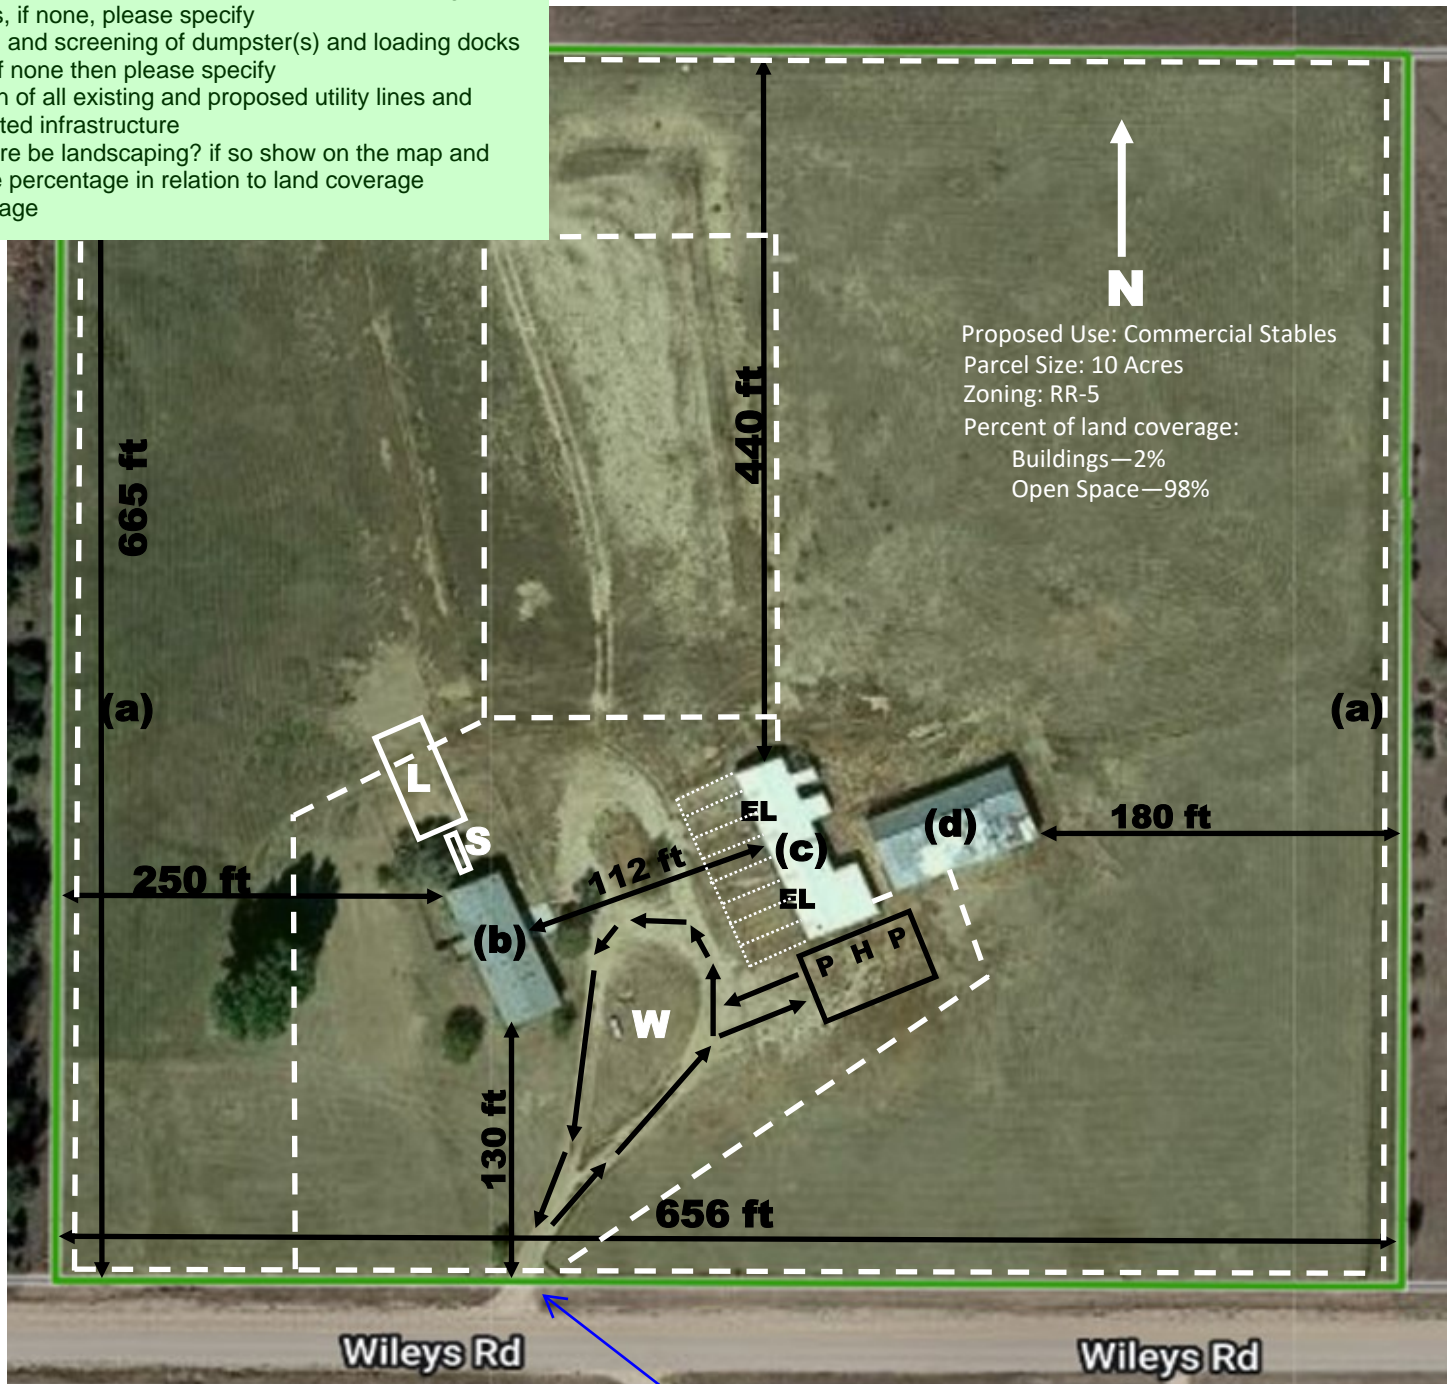 s, if none, please specify
and screening of dumpster(s) and loading docks
f none then please specify
n of all existing and proposed utility lines and
ted infrastructure
re be landscaping? if so show on the map and
e percentage in relation to land coverage
age
N
Proposed Use: Commercial Stables
Parcel Size: 10 Acres
Zoning: RR-5
Percent of land coverage:
Buildings—2%
Open Space—98%
440 ft
665 ft
(a)
(a)
L
S
EL
(c)
(d)
180 ft
250 ft
112 ft
EL
(b)
P H P
W
130 ft
656 ft
Wileys Rd
Wileys Rd